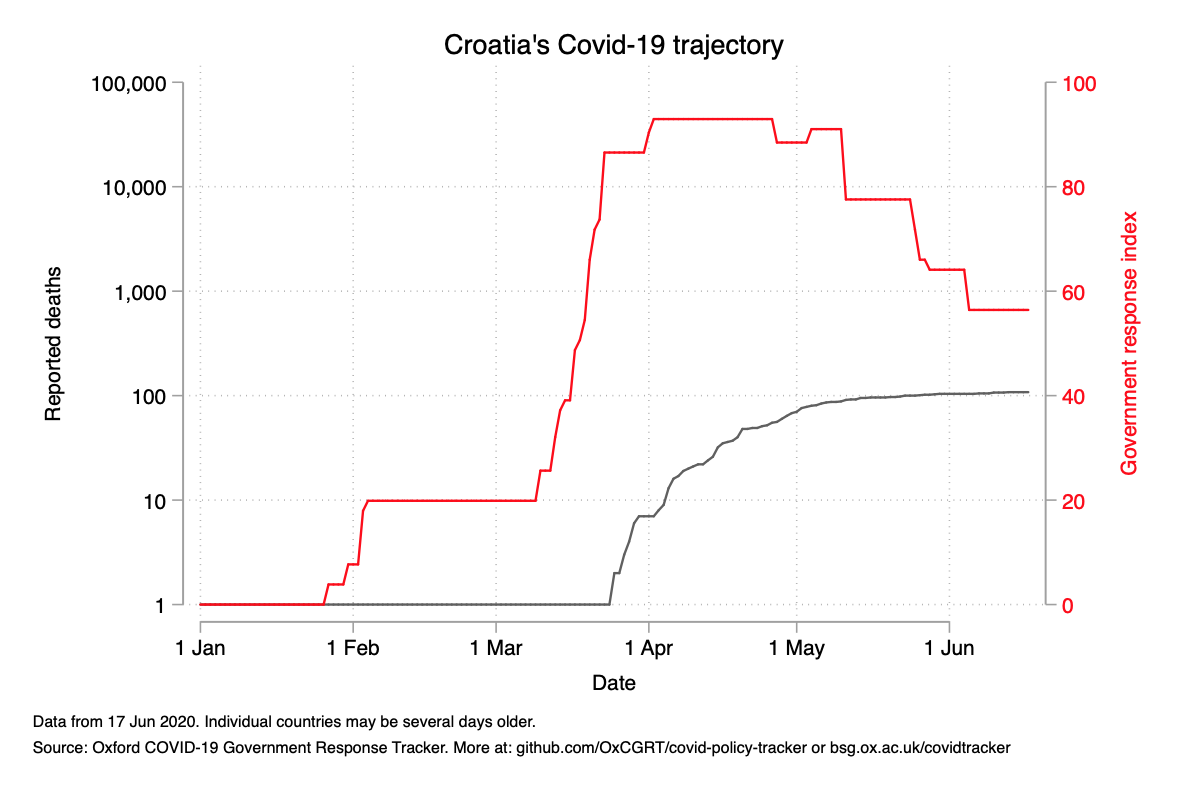 Croatia's Covid-19 trajectory
100,000
10,000
1,000
100
10
1
Reported deaths
100
80
60
40
20
0
Government response index
1 Jan
1 Feb
1 Mar
1 Apr
1 May
1 Jun
Date
Data from 17 Jun 2020. Individual countries may be several days older.
Source: Oxford COVID-19 Government Response Tracker. More at: github.com/OxCGRT/covid-policy-tracker or bsg.ox.ac.uk/covidtracker